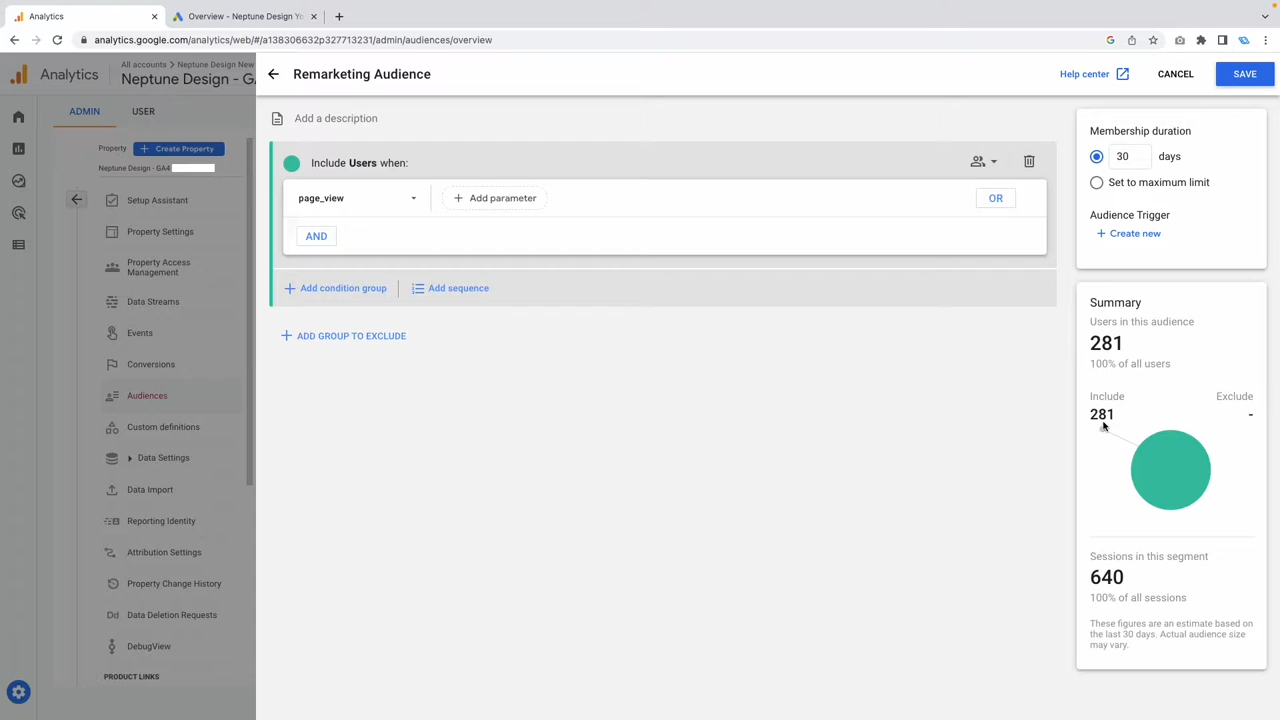 Analytics
Overview - Neptune Design Yo
analytics.google.com/analytics/web/#/a138306632p327713231/admin/audiences/overview
Analytics
All accounts > Neptune Design New
Neptune Design - GA
ADMIN
USER
Property
Create Property
Neptune Design - GA4
Setup Assistant
Property Settings
Property Access
Management
Data Streams
Events
Conversions
Audiences
Custom definitions
Data Settings
Data Import
Reporting Identity
Attribution Settings
Property Change History
Dd Data Deletion Requests
DebugView
PRODUCT LINKS
Remarketing Audience
Help center
CANCEL
SAVE
Add a description
Include Users when:
page_view
+ Add parameter
OR
AND
+ Add condition group
Add sequence
+ ADD GROUP TO EXCLUDE
Membership duration
30 days
Set to maximum limit
Audience Trigger
+ Create new
Summary
Users in this audience
281
100% of all users
Include Exclude
281 -
Sessions in this segment
640
100% of all sessions
These figures are an estimate based on
the last 30 days. Actual audience size
may vary.